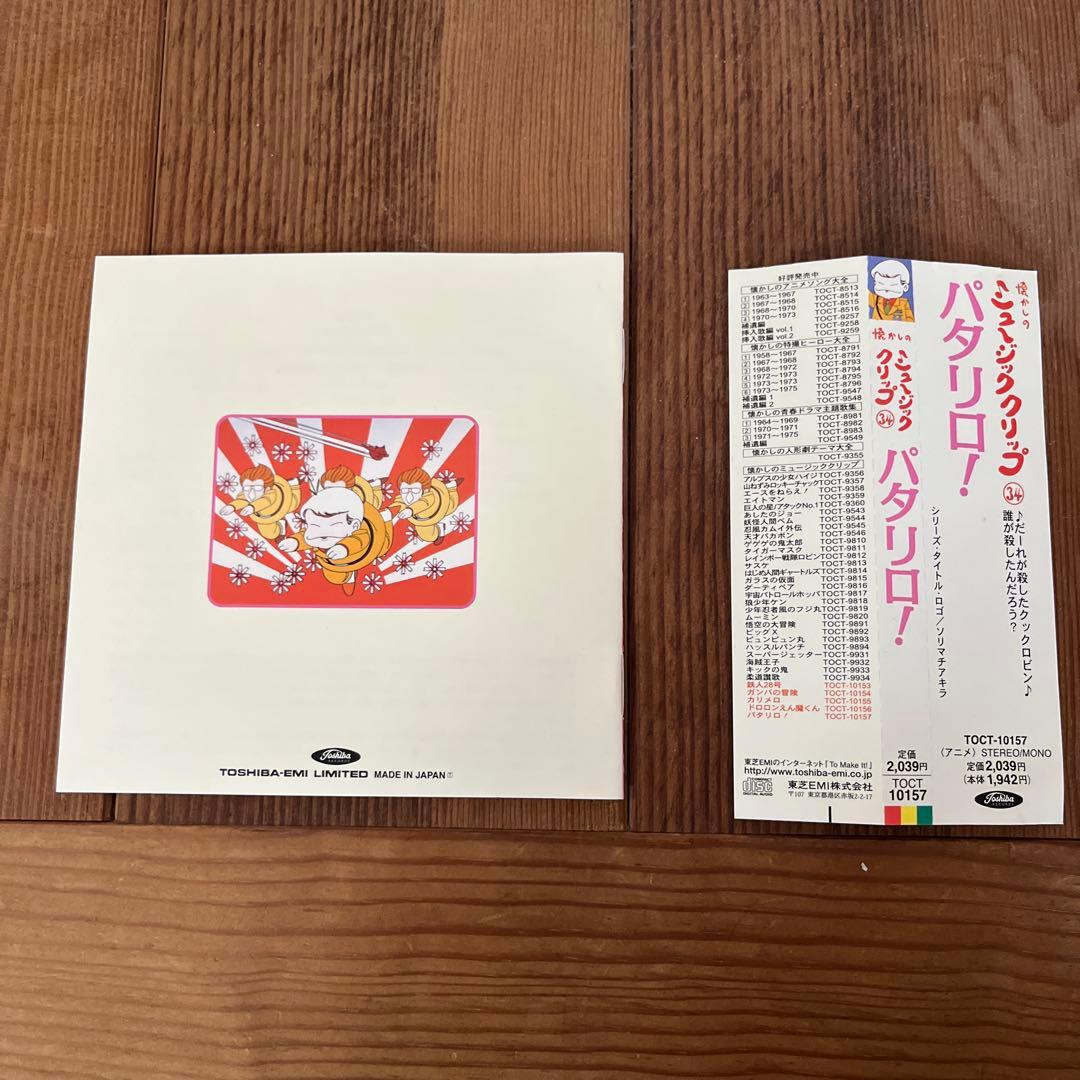 Toshiba
RECORDS
TOSHIBA-EMI LIMITED MADE IN JAPAN
好評発売中
懐かしのアニメソング大全
1 1963〜1967 TOCT-8513
2 1967〜1968 TOCT-8514
3 1968〜1970 TOCT-8515
4 1970〜1973 TOCT-8516
補遺編 TOCT-9257
挿入歌編 vol.1 TOCT-9258
挿入歌編 vol.2 TOCT-9259
懐かしの特撮ヒーロー大全
1 1958〜1967 TOCT-8791
2 1967〜1968 TOCT-8792
3 1968〜1972 TOCT-8793
4 1972〜1973 TOCT-8794
5 1973〜1973 TOCT-8795
6 1973〜1975 TOCT-8796
補遺編 1 TOCT-9547
補遺編 2 TOCT-9548
懐かしの青春ドラマ主題歌集
1 1964〜1969 TOCT-8981
2 1970〜1971 TOCT-8982
3 1971〜1975 TOCT-8983
補遺編 TOCT-9549
懐かしの人形劇テーマ大全
TOCT-9355
懐かしのミュージッククリップ
アルプスの少女ハイジ TOCT-9356
山ねずみロッキーチャック TOCT-9357
エースをねらえ! TOCT-9358
エイトマン TOCT-9359
巨人の星/アタックNo.1 TOCT-9360
あしたのジョー TOCT-9543
妖怪人間ベム TOCT-9544
忍風カムイ外伝 TOCT-9545
天才バカボン TOCT-9546
ゲゲゲの鬼太郎 TOCT-9810
タイガーマスク TOCT-9811
レインボー戦隊ロビン TOCT-9812
サスケ TOCT-9813
はじめ人間ギャートルズ TOCT-9814
ガラスの仮面 TOCT-9815
ダーティペア TOCT-9816
宇宙パトロールホッパ TOCT-9817
狼少年ケン TOCT-9818
少年忍者風のフジ丸 TOCT-9819
ムーミン TOCT-9820
悟空の大冒険 TOCT-9891
ビッグX TOCT-9892
ピュンピュン丸 TOCT-9893
ハッスルパンチ TOCT-9894
スーパージェッター TOCT-9931
海賊王子 TOCT-9932
キックの鬼 TOCT-9933
柔道讃歌 TOCT-9934
鉄人28号 TOCT-10153
ガンバの冒険 TOCT-10154
カリメロ TOCT-10155
ドロロンえん魔くん TOCT-10156
パタリロ! TOCT-10157
東芝EMIのインターネット「To Make It!」
http://www.toshiba-emi.co.jp
COMPACT
disc
DIGITAL AUDIO
東芝EMI株式会社
〒107 東京都港区赤坂2-2-17
懐かしの
ミュージック
クリップ
34
パタリロ!
定価
2,039円
TOCT
10157
懐かしの
ミュージッククリップ 34
パタリロ!
♪だーれが殺したクックロビン♪
誰が殺したんだろう?
シリーズ・タイトル・ロゴ/ソリマチアキラ
TOCT-10157
(アニメ) STEREO/MONO
定価2,039円
(本体 1,942円)
Toshiba
RECORDS